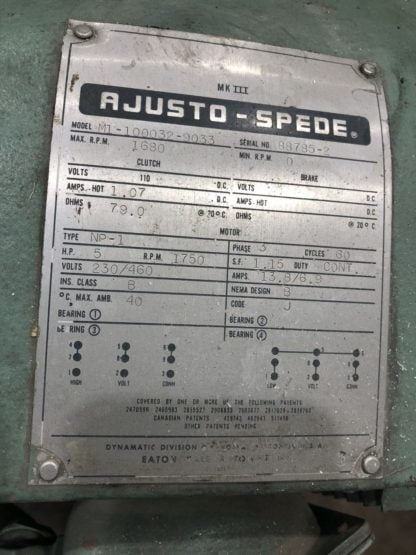 MK III
AJUSTO-SPEDE®
MODEL M1-100032-9033 SERIAL NO. 88785-2
MAX. R.P.M. 1680 MIN. R.P.M. 0
CLUTCH BRAKE
VOLTS 110 D.C. VOLTS D.C.
AMPS-HOT 1.07 D.C. AMPS-HOT D.C.
OHMS 79.0 @ 20°C OHMS @ 20°C
MOTOR
TYPE NP-1 PHASE 3 CYCLES 60
H.P. 5 R.P.M. 1750 S.F. 1.15 DUTY CONT.
VOLTS 230/460 AMPS. 13.8/6.9
INS. CLASS B NEMA DESIGN B
°C. MAX. AMB. 40 CODE J
BEARING ① BEARING ②
BEARING ③ BEARING ④
HIGH VOLT CONN LOW VOLT CONN
COVERED BY ONE OR MORE OF THE FOLLOWING PATENTS
CANADIAN PATENTS
OTHER PATENTS PENDING
DYNAMATIC DIVISION
EATON